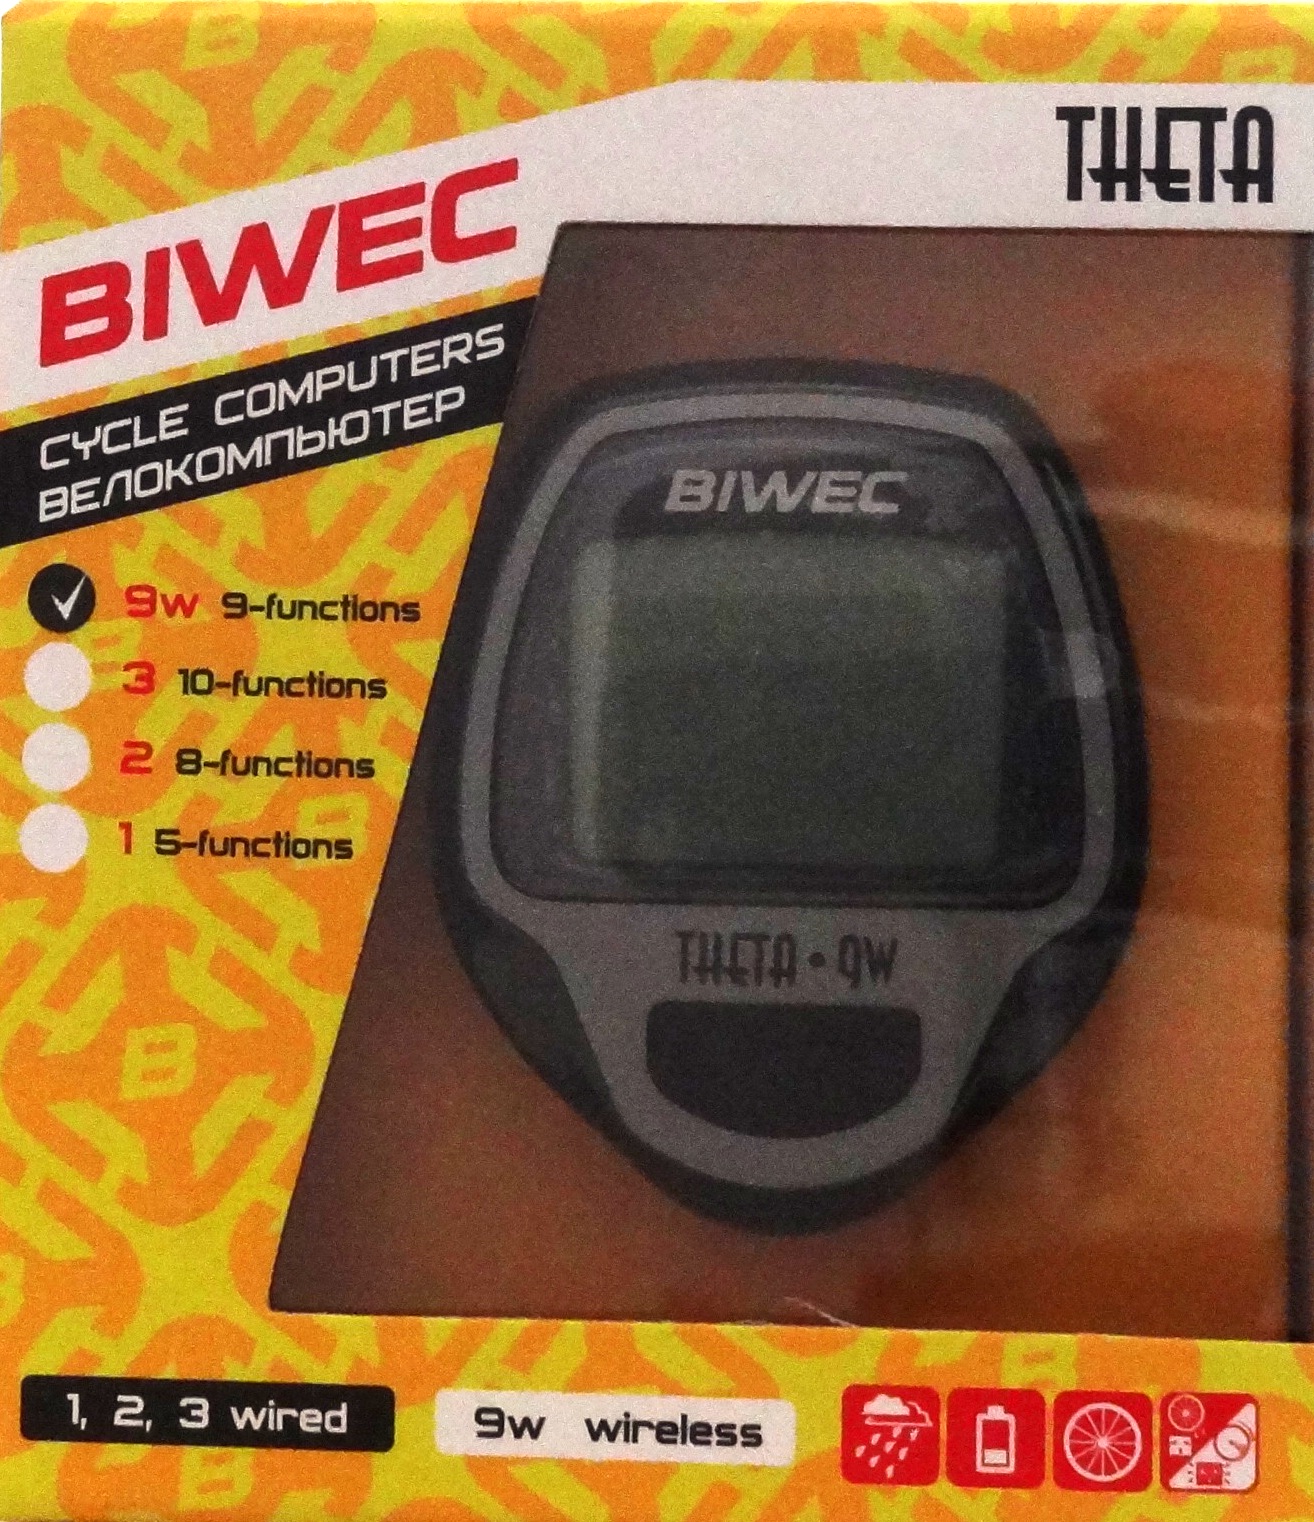 THETA
BIWEC
CYCLE COMPUTERS
ВЕЛОКОМПЬЮТЕР
BIWEC
9w 9-functions
3 10-functions
2 8-functions
1 5-functions
THETA • 9W
1, 2, 3 wired
9w wireless